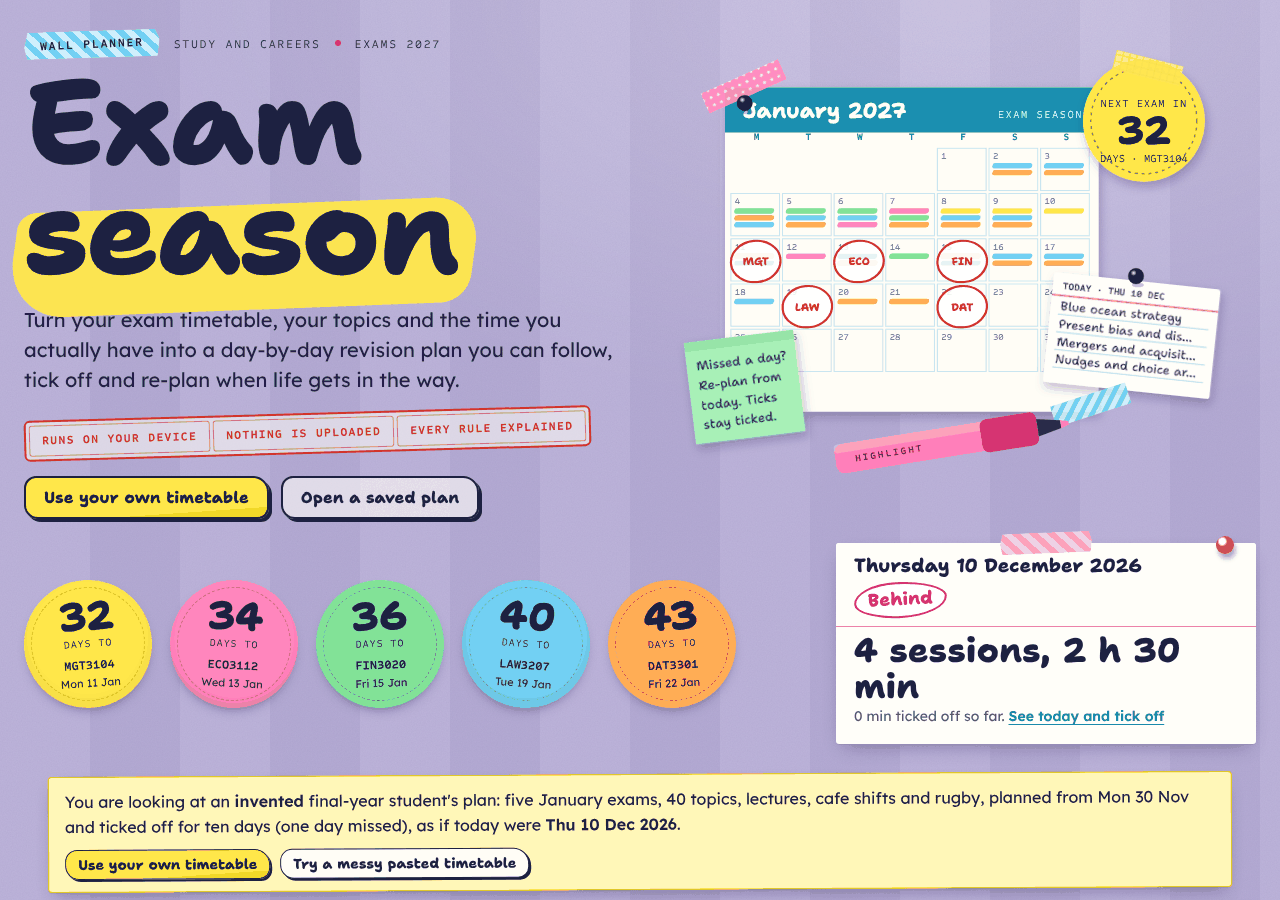 WALL PLANNER STUDY AND CAREERS • EXAMS 2027
Exam
season
Turn your exam timetable, your topics and the time you
actually have into a day-by-day revision plan you can follow,
tick off and re-plan when life gets in the way.
RUNS ON YOUR DEVICE NOTHING IS UPLOADED EVERY RULE EXPLAINED
Use your own timetable Open a saved plan
January 2027 EXAM SEASON
M T W T F S S
1 2 3
4 5 6 7 8 9 10
MGT 12 ECO 14 FIN 16 17
18 LAW 20 21 DAT 23
28 29 30
NEXT EXAM IN
32
DAYS · MGT3104
TODAY · THU 10 DEC
Blue ocean strategy
Present bias and dis…
Mergers and acquisit…
Nudges and choice ar…
Missed a day?
Re-plan from
today. Ticks
stay ticked.
HIGHLIGHT
32
DAYS TO
MGT3104
Mon 11 Jan
34
DAYS TO
ECO3112
Wed 13 Jan
36
DAYS TO
FIN3020
Fri 15 Jan
40
DAYS TO
LAW3207
Tue 19 Jan
43
DAYS TO
DAT3301
Fri 22 Jan
Thursday 10 December 2026
Behind
4 sessions, 2 h 30
min
0 min ticked off so far. See today and tick off
You are looking at an invented final-year student's plan: five January exams, 40 topics, lectures, cafe shifts and rugby, planned from Mon 30 Nov
and ticked off for ten days (one day missed), as if today were Thu 10 Dec 2026.
Use your own timetable Try a messy pasted timetable